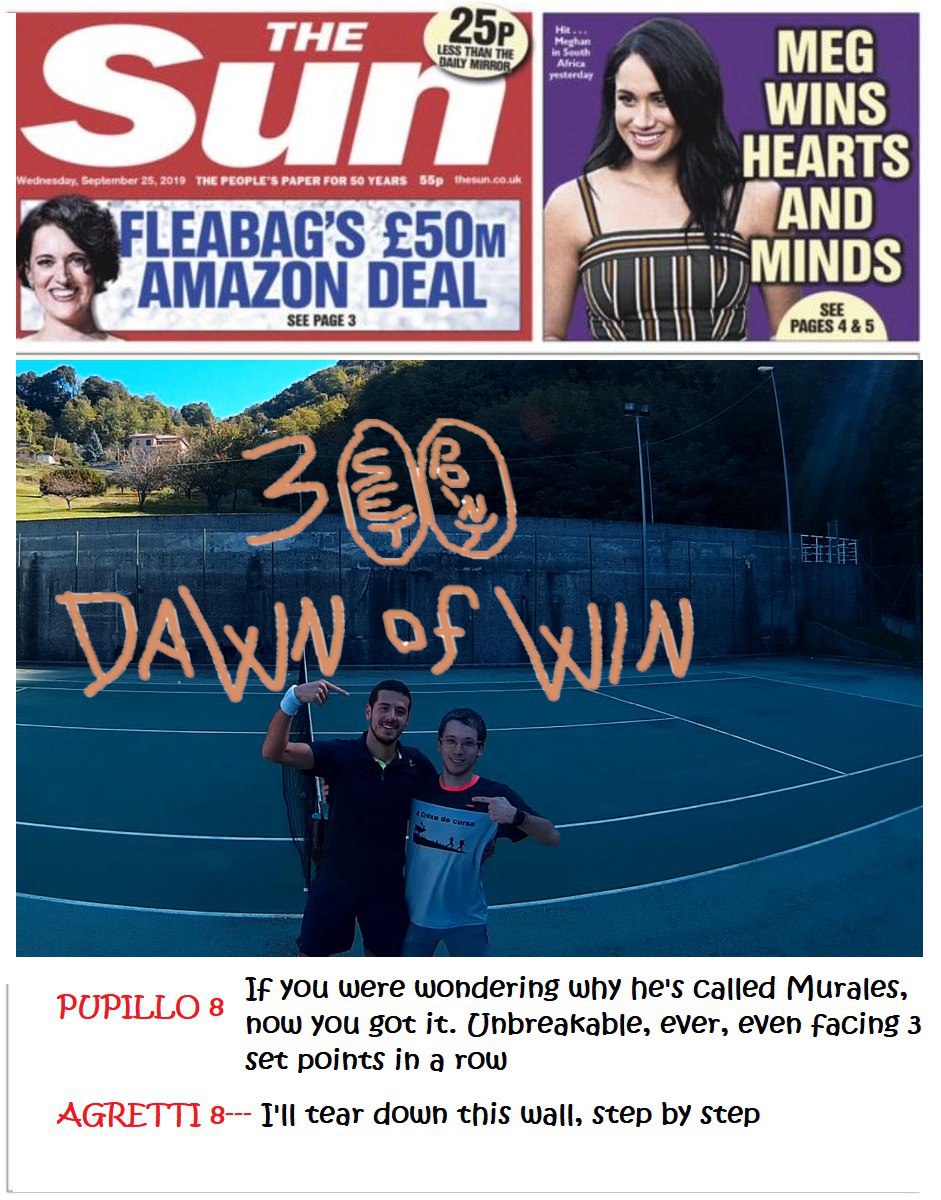 THE
Sun
25P
LESS THAN THE
DAILY MIRROR
Wednesday, September 25, 2019 THE PEOPLE'S PAPER FOR 50 YEARS 55p thesun.co.uk
FLEABAG'S £50M
AMAZON DEAL
SEE PAGE 3
Hit...
Meghan
in South
Africa
yesterday
MEG
WINS
HEARTS
AND
MINDS
SEE
PAGES 4 & 5
3 SET POINT
DAWN of WIN
A Cùrse de cursa
PUPILLO 8 If you were wondering why he's called Murales,
now you got it. Unbreakable, ever, even facing 3
set points in a row
AGRETTI 8--- I'll tear down this wall, step by step